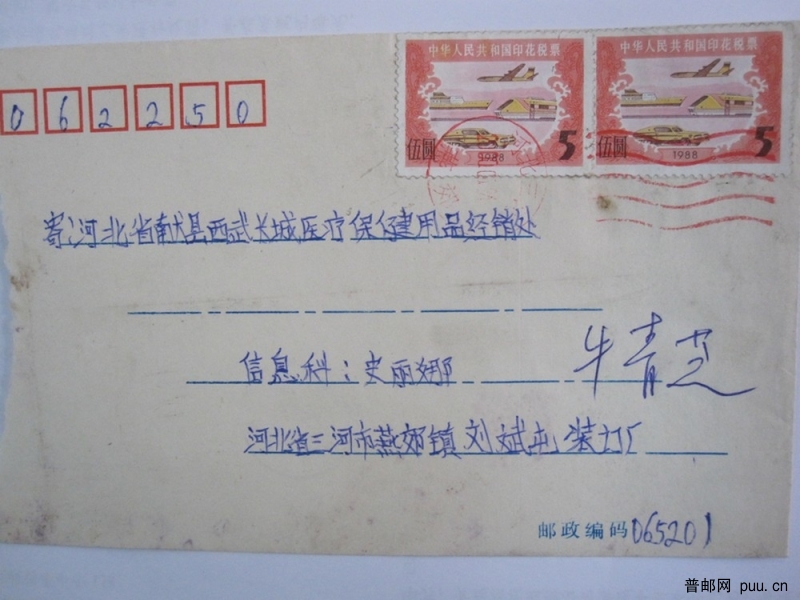 062250
中华人民共和国印花税票
伍圆 1988 5
中华人民共和国印花税票
伍圆 1988 5
寄:河北省献县西武长城医疗保健用品经销处
信息科:史丽娜 牛青芝
河北省三河市燕郊镇刘斌屯装订厂
邮政编码065201
普邮网 puu.cn